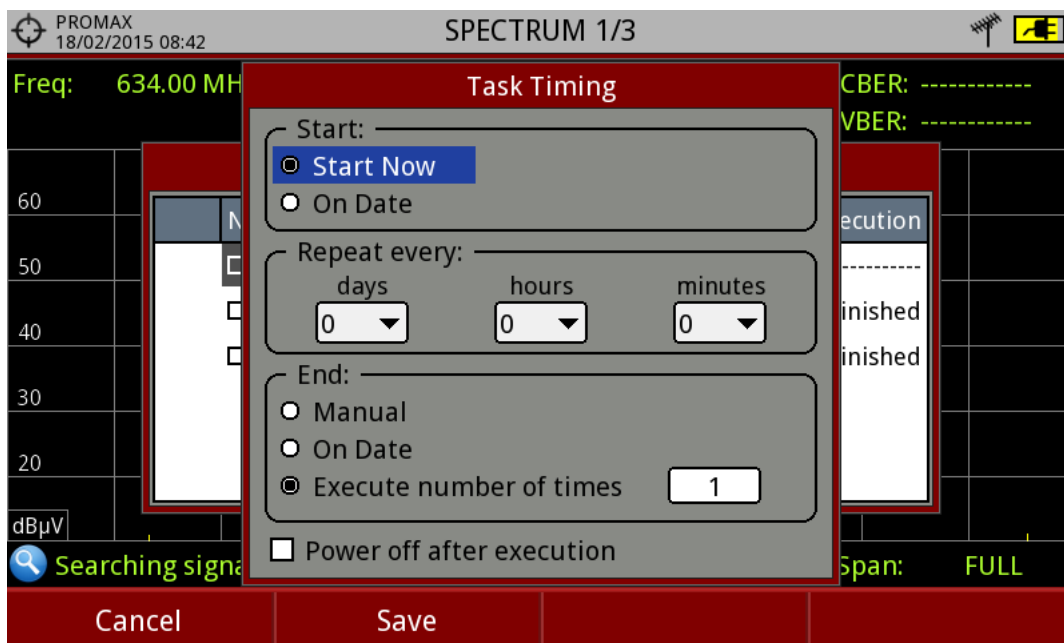 PROMAX
18/02/2015 08:42
SPECTRUM 1/3
Freq: 634.00 MH
CBER: ------------
VBER: ------------
Task Timing
Start:
Start Now
On Date
Repeat every:
days hours minutes
0 0 0
End:
Manual
On Date
Execute number of times 1
Power off after execution
60
50
40
30
20
dBµV
N
ecution
----------
inished
inished
Searching signa
Span: FULL
Cancel Save